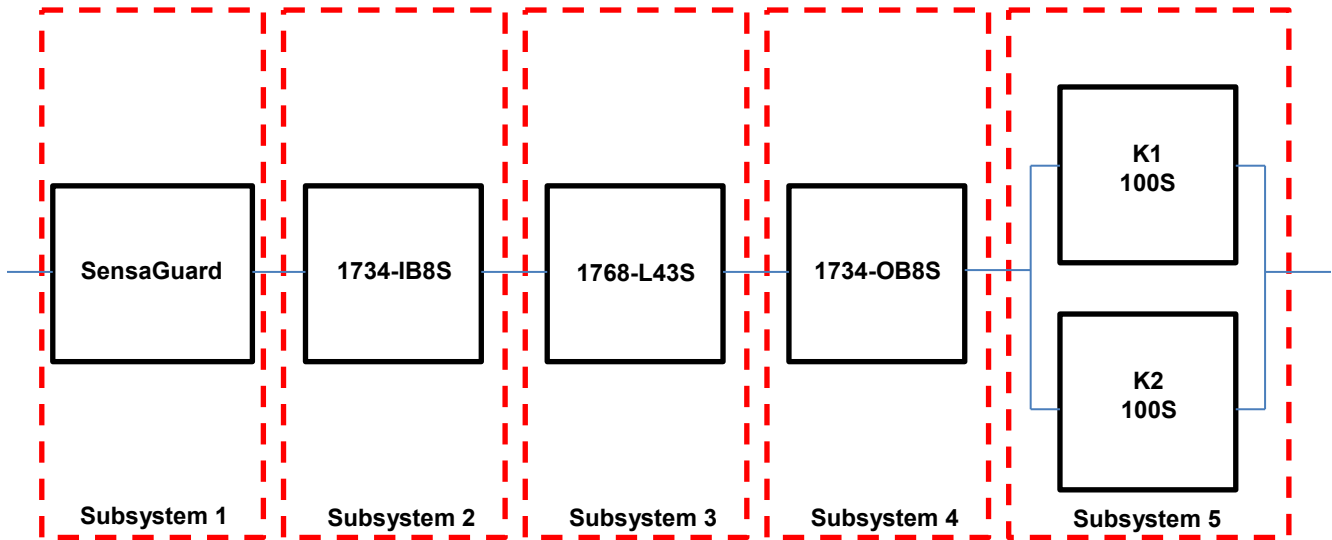 SensaGuard
1734-IB8S
1768-L43S
1734-OB8S
K1
100S
K2
100S
Subsystem 1
Subsystem 2
Subsystem 3
Subsystem 4
Subsystem 5